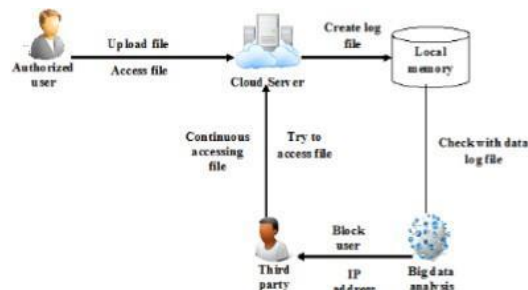 Upload file
Access file
Authorized
user
Cloud Server
Create log
file
Local
memory
Continuous
accessing
file
Try to
access file
Check with data
log file
Block
user
IP
address
Third
party
Big data
analysis